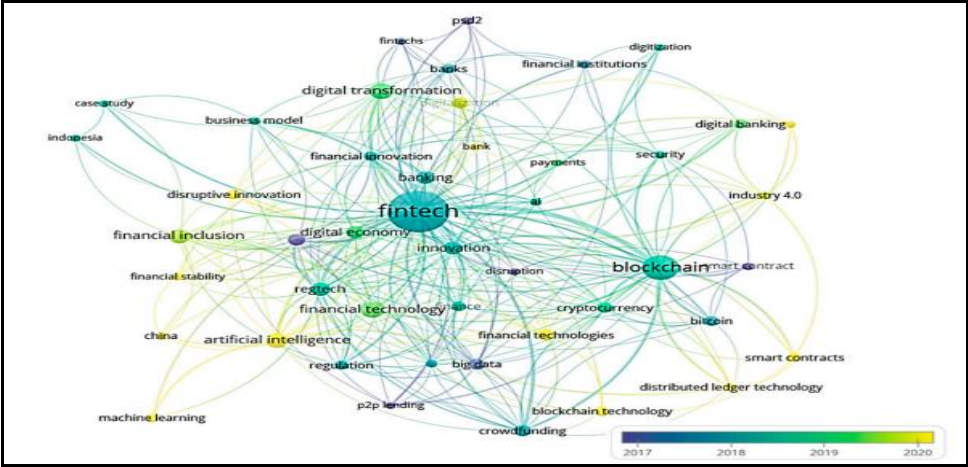 psd2
fintechs
digitization
banks
financial institutions
digital transformation
case study
business model
digital banking
indonesia
bank
financial innovation
payments
security
banking
disruptive innovation
industry 4.0
ai
fintech
financial inclusion
digital economy
innovation
blockchain
smart contract
disruption
financial stability
regtech
financial technology
finance
cryptocurrency
bitcoin
china
artificial intelligence
financial technologies
smart contracts
regulation
big data
distributed ledger technology
p2p lending
blockchain technology
machine learning
crowdfunding
2017 2018 2019 2020